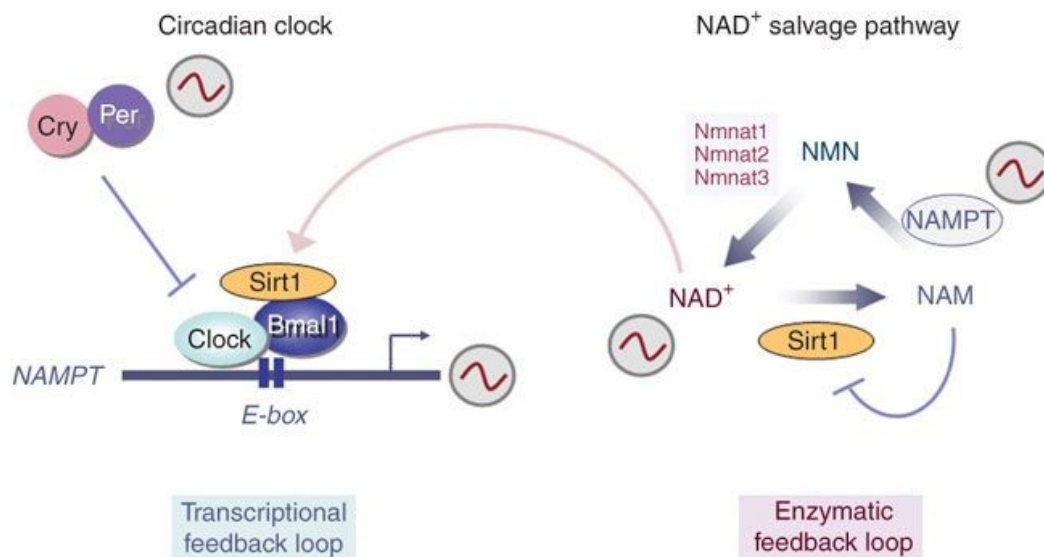 Circadian clock
NAD+ salvage pathway
Cry
Per
Nmnat1
Nmnat2
Nmnat3
NMN
NAMPT
Sirt1
NAD+
NAM
Clock
Bmal1
Sirt1
NAMPT
E-box
Transcriptional
feedback loop
Enzymatic
feedback loop